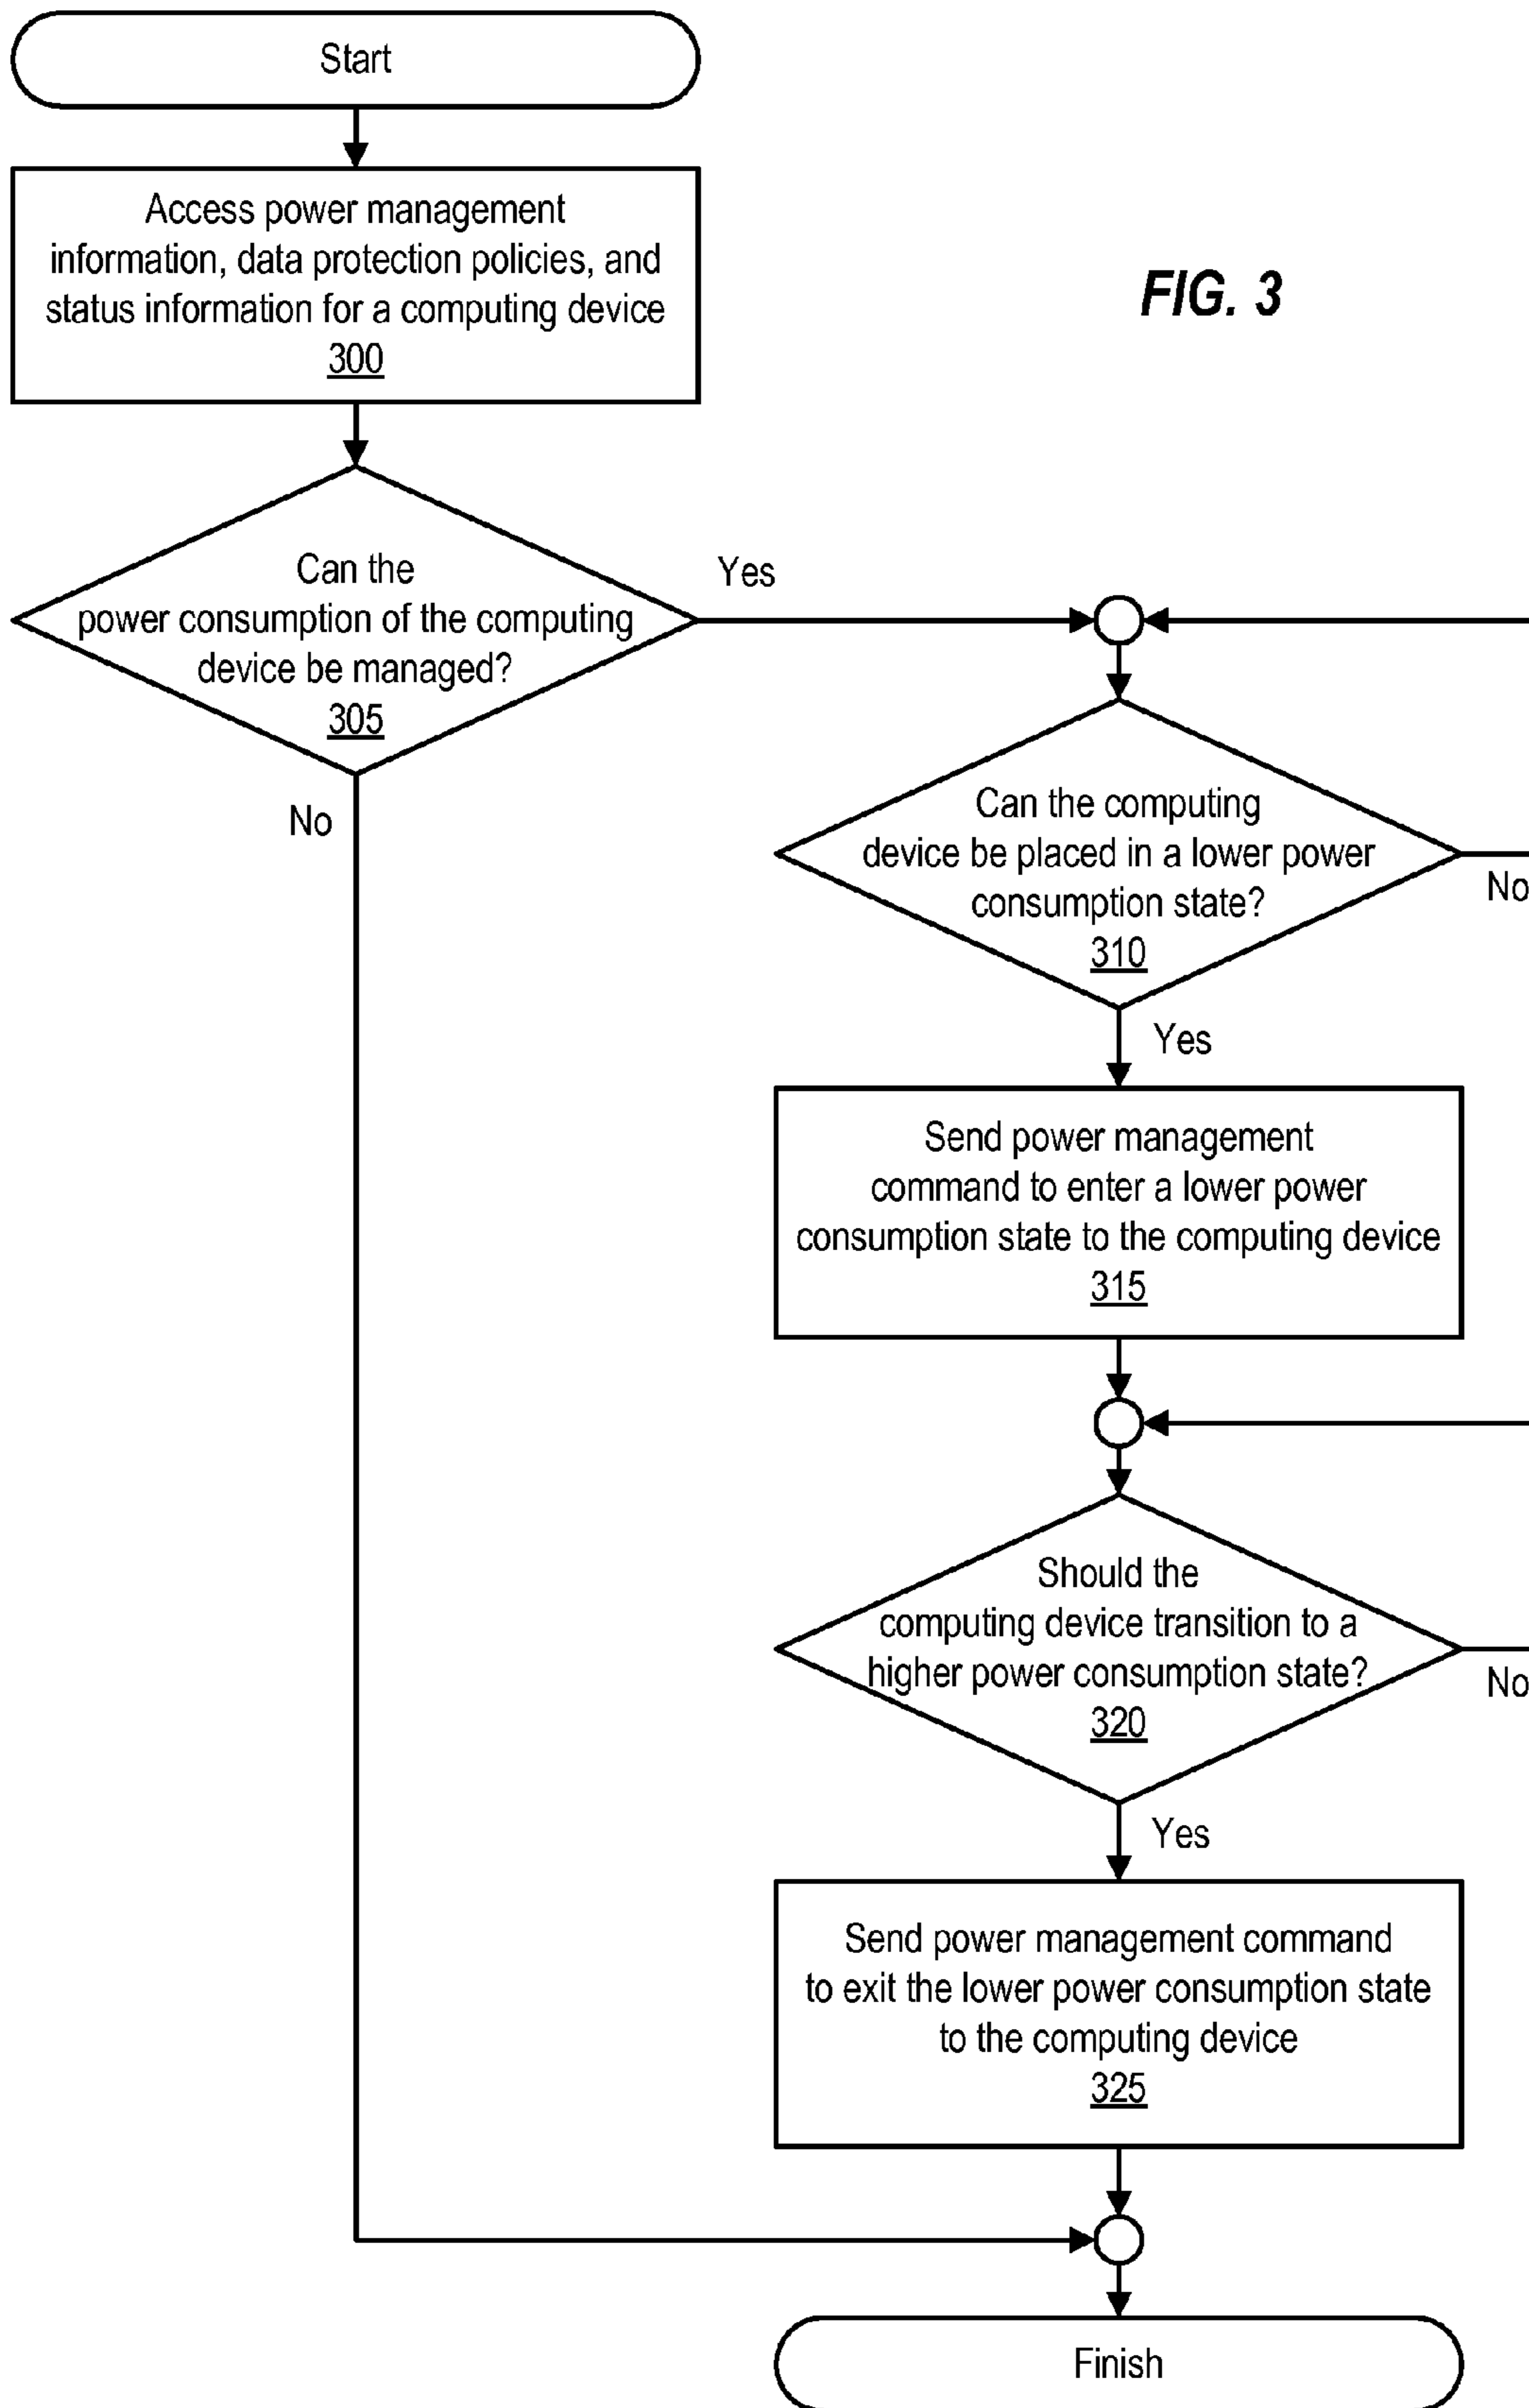 Start
Access power management
information, data protection policies, and
status information for a computing device
300
FIG. 3
Can the
power consumption of the computing
device be managed?
305
Yes
No
Can the computing
device be placed in a lower power
consumption state?
310
No
Yes
Send power management
command to enter a lower power
consumption state to the computing device
315
Should the
computing device transition to a
higher power consumption state?
320
No
Yes
Send power management command
to exit the lower power consumption state
to the computing device
325
Finish